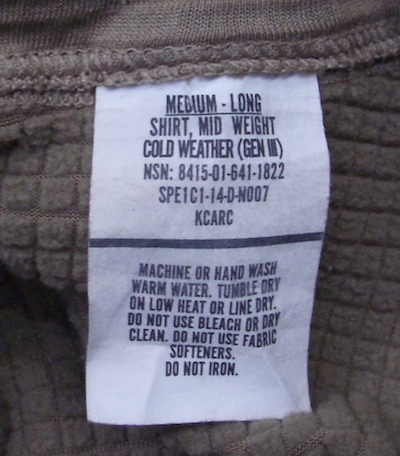 MEDIUM - LONG
SHIRT, MID WEIGHT
COLD WEATHER (GEN III)
NSN: 8415-01-641-1822
SPE1C1-14-D-N007
KCARC
MACHINE OR HAND WASH
WARM WATER. TUMBLE DRY
ON LOW HEAT OR LINE DRY.
DO NOT USE BLEACH OR DRY
CLEAN. DO NOT USE FABRIC
SOFTENERS.
DO NOT IRON.